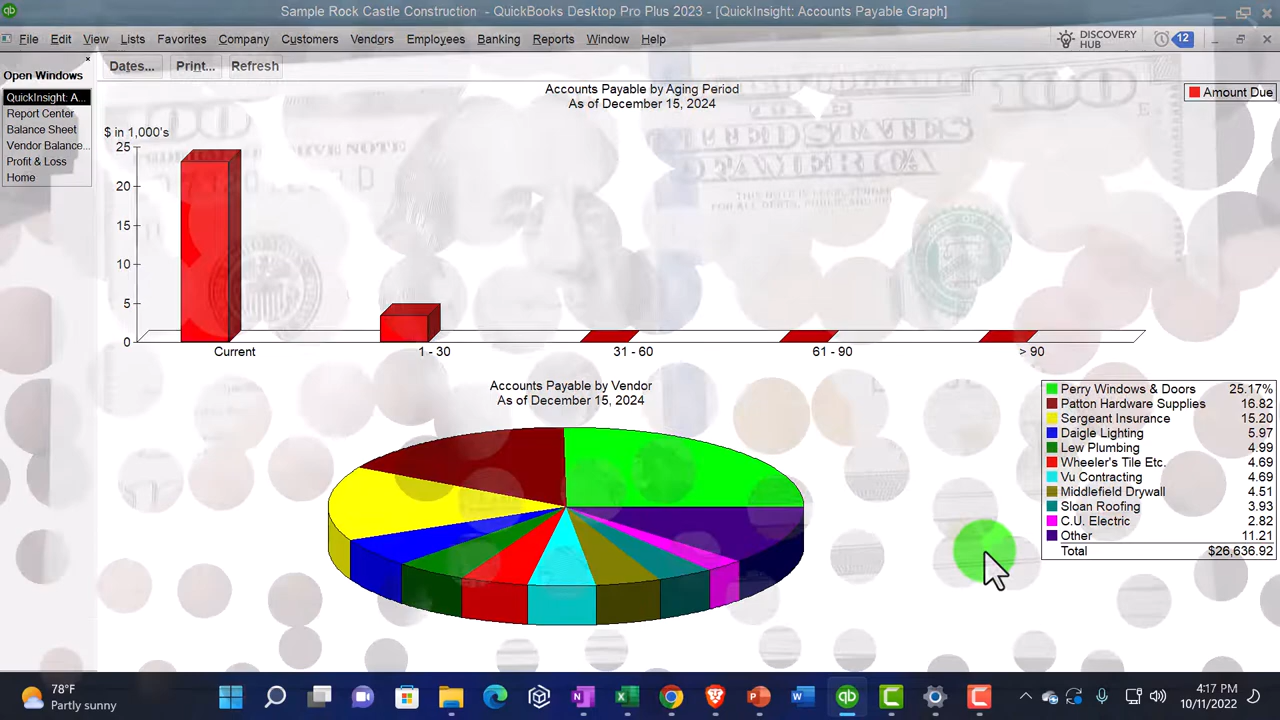 Sample Rock Castle Construction - QuickBooks Desktop Pro Plus 2023 - [QuickInsight: Accounts Payable Graph]
File Edit View Lists Favorites Company Customers Vendors Employees Banking Reports Window Help
DISCOVERY
HUB
12
Open Windows
QuickInsight: A...
Report Center
Balance Sheet
Vendor Balance...
Profit & Loss
Home
Dates... Print... Refresh
Accounts Payable by Aging Period
As of December 15, 2024
Amount Due
$ in 1,000's
25
20
15
10
5
0
Current 1 - 30 31 - 60 61 - 90 > 90
Accounts Payable by Vendor
As of December 15, 2024
Perry Windows & Doors 25.17%
Patton Hardware Supplies 16.82
Sergeant Insurance 15.20
Daigle Lighting 5.97
Lew Plumbing 4.99
Wheeler's Tile Etc. 4.69
Vu Contracting 4.69
Middlefield Drywall 4.51
Sloan Roofing 3.93
C.U. Electric 2.82
Other 11.21
Total $26,636.92
78°F
Partly sunny
4:17 PM
10/11/2022